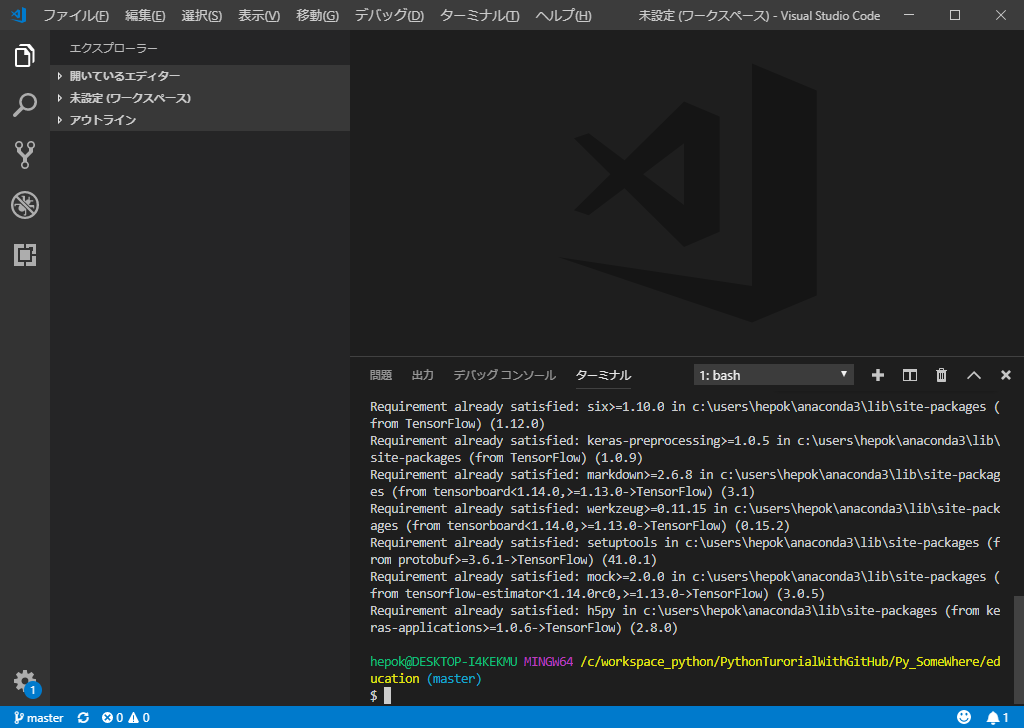 ファイル(F) 編集(E) 選択(S) 表示(V) 移動(G) デバッグ(D) ターミナル(T) ヘルプ(H) 未設定 (ワークスペース) - Visual Studio Code
エクスプローラー
開いているエディター
未設定 (ワークスペース)
アウトライン
問題 出力 デバッグ コンソール ターミナル 1: bash
Requirement already satisfied: six>=1.10.0 in c:\users\hepok\anaconda3\lib\site-packages (
from TensorFlow) (1.12.0)
Requirement already satisfied: keras-preprocessing>=1.0.5 in c:\users\hepok\anaconda3\lib\
site-packages (from TensorFlow) (1.0.9)
Requirement already satisfied: markdown>=2.6.8 in c:\users\hepok\anaconda3\lib\site-packag
es (from tensorboard<1.14.0,>=1.13.0->TensorFlow) (3.1)
Requirement already satisfied: werkzeug>=0.11.15 in c:\users\hepok\anaconda3\lib\site-pack
ages (from tensorboard<1.14.0,>=1.13.0->TensorFlow) (0.15.2)
Requirement already satisfied: setuptools in c:\users\hepok\anaconda3\lib\site-packages (f
rom protobuf>=3.6.1->TensorFlow) (41.0.1)
Requirement already satisfied: mock>=2.0.0 in c:\users\hepok\anaconda3\lib\site-packages (
from tensorflow-estimator<1.14.0rc0,>=1.13.0->TensorFlow) (3.0.5)
Requirement already satisfied: h5py in c:\users\hepok\anaconda3\lib\site-packages (from ke
ras-applications>=1.0.6->TensorFlow) (2.8.0)
hepok@DESKTOP-I4KEKMU MINGW64 /c/workspace_python/PythonTurorialWithGitHub/Py_SomeWhere/ed
ucation (master)
$
1
master 0 0 1